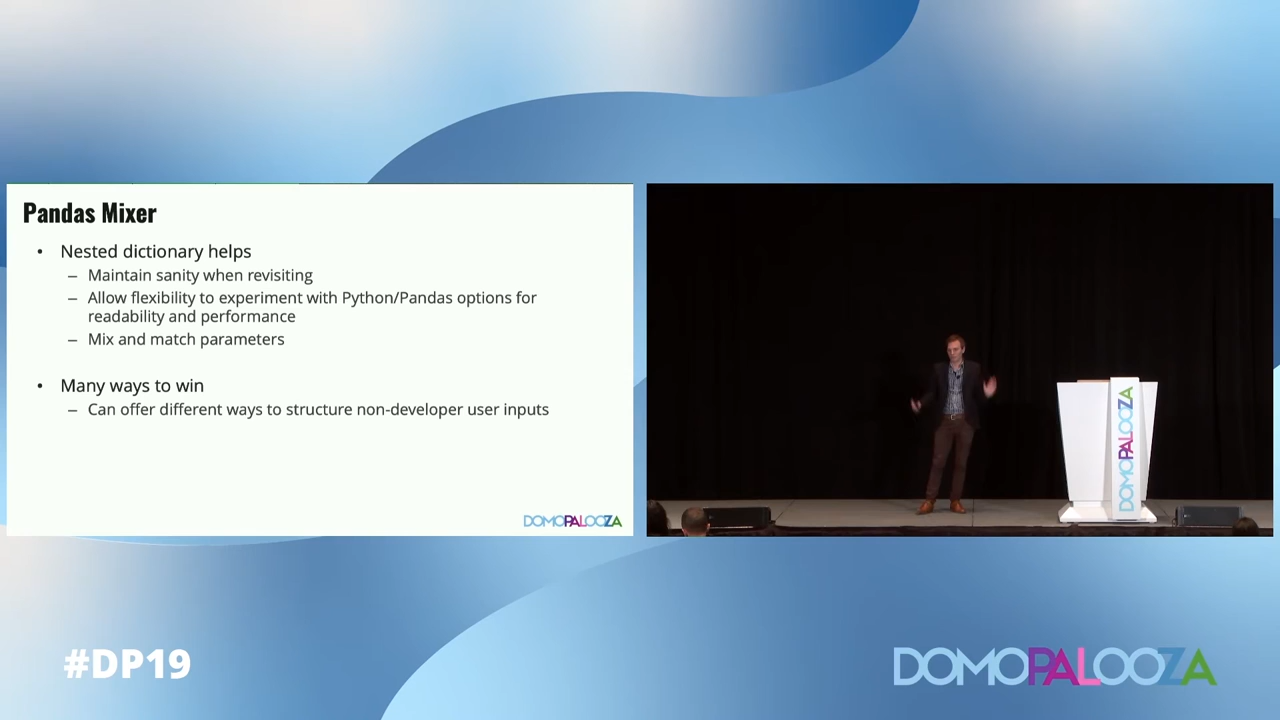 Pandas Mixer
• Nested dictionary helps
– Maintain sanity when revisiting
– Allow flexibility to experiment with Python/Pandas options for
readability and performance
– Mix and match parameters
• Many ways to win
– Can offer different ways to structure non-developer user inputs
DOMOPALOOZA
DOMOPALOOZA
#DP19
DOMOPALOOZA